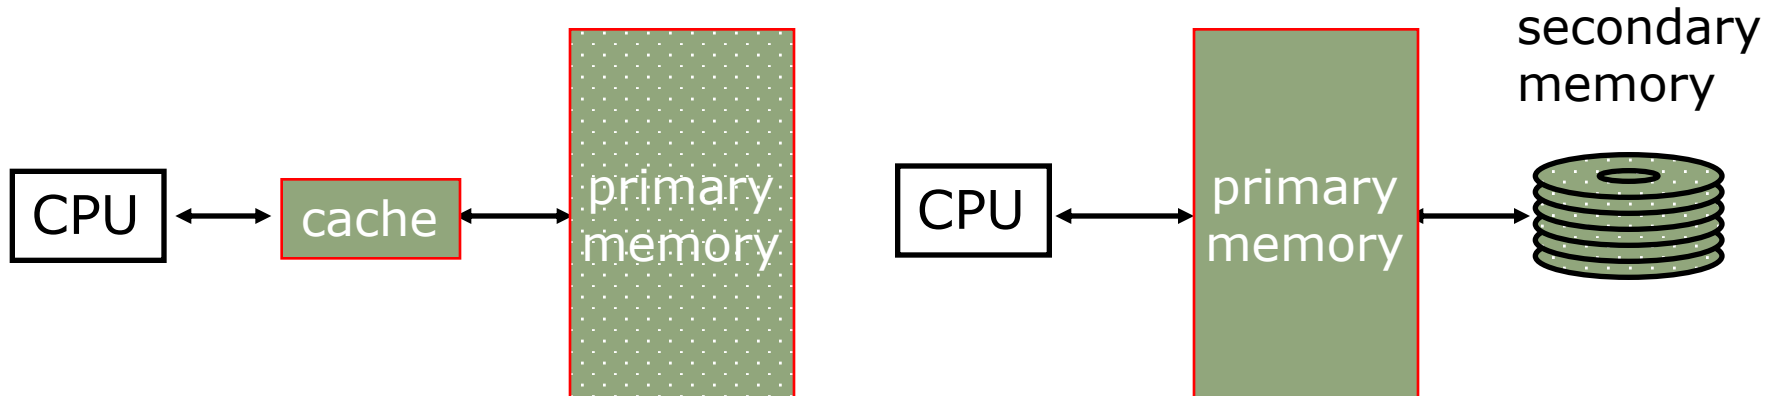 CPU
cache
primary
memory
CPU
primary
memory
secondary
memory